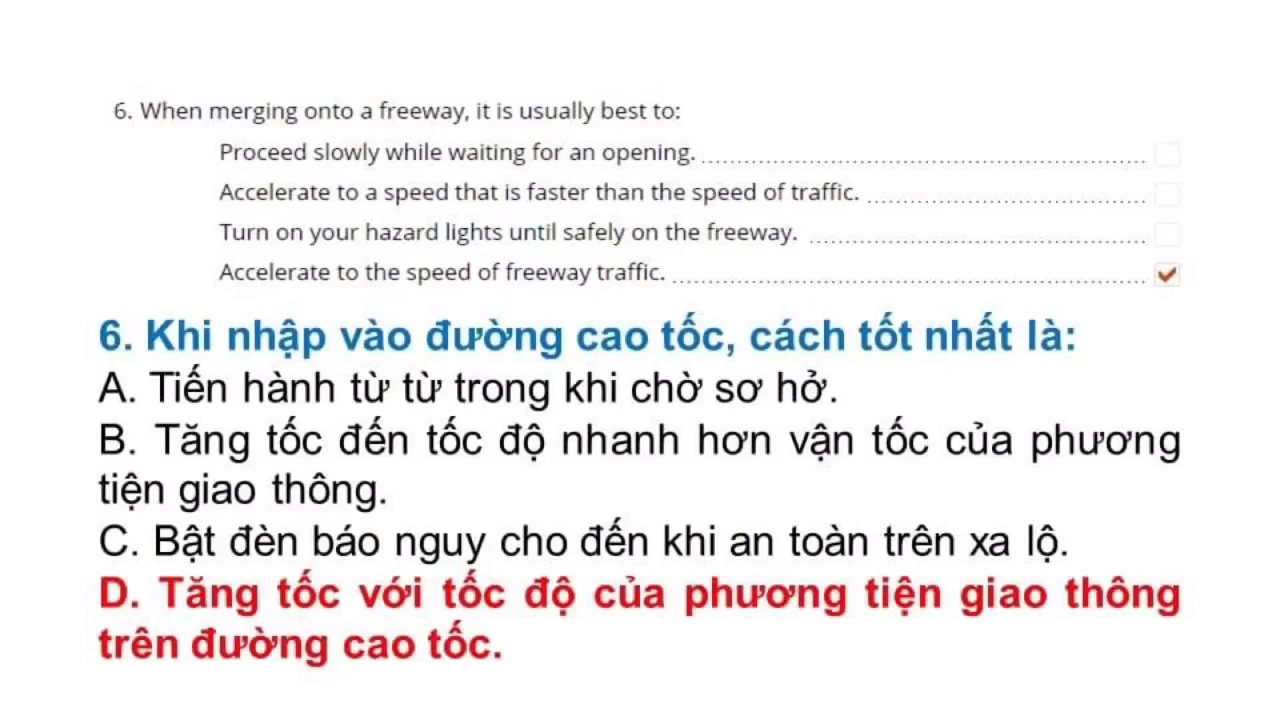 6. When merging onto a freeway, it is usually best to:
Proceed slowly while waiting for an opening.
Accelerate to a speed that is faster than the speed of traffic.
Turn on your hazard lights until safely on the freeway.
Accelerate to the speed of freeway traffic.
6. Khi nhập vào đường cao tốc, cách tốt nhất là:
A. Tiến hành từ từ trong khi chờ sơ hở.
B. Tăng tốc đến tốc độ nhanh hơn vận tốc của phương
tiện giao thông.
C. Bật đèn báo nguy cho đến khi an toàn trên xa lộ.
D. Tăng tốc với tốc độ của phương tiện giao thông
trên đường cao tốc.